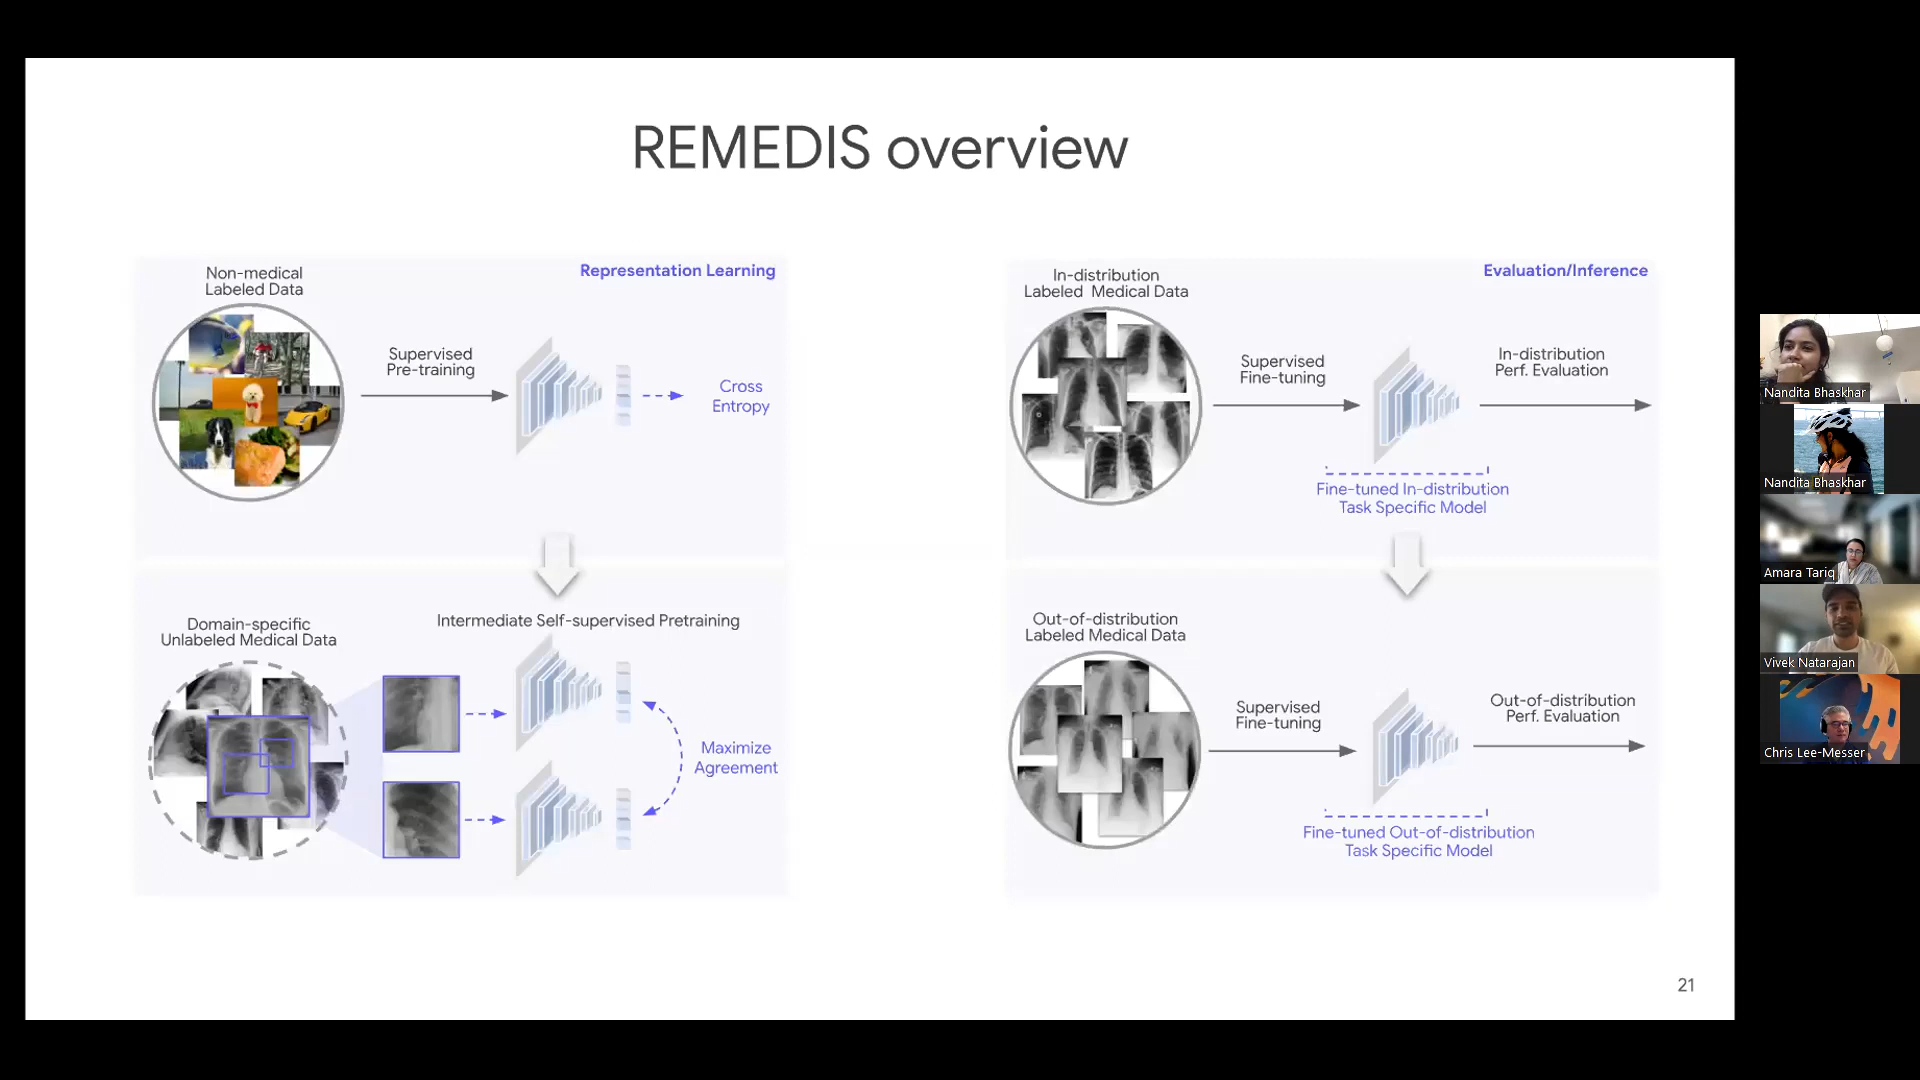 REMEDIS overview
Non-medical
Labeled Data
Representation Learning
Supervised
Pre-training
Cross
Entropy
Domain-specific
Unlabeled Medical Data
Intermediate Self-supervised Pretraining
Maximize
Agreement
In-distribution
Labeled Medical Data
Evaluation/Inference
Supervised
Fine-tuning
In-distribution
Perf. Evaluation
Fine-tuned In-distribution
Task Specific Model
Out-of-distribution
Labeled Medical Data
Supervised
Fine-tuning
Out-of-distribution
Perf. Evaluation
Fine-tuned Out-of-distribution
Task Specific Model
21
Nandita Bhaskhar
Nandita Bhaskhar
Amara Tariq
Vivek Natarajan
Chris Lee-Messer